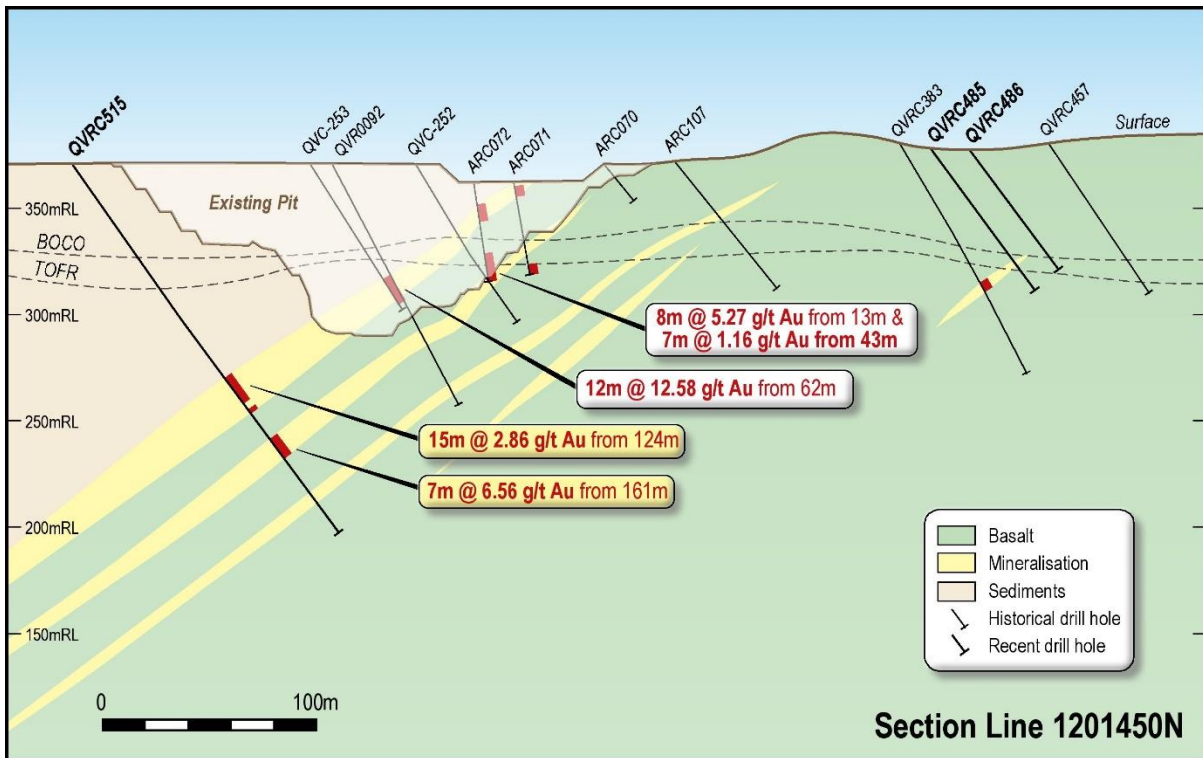 QVRC515
QVC-253
QVR0092
QVC-252
ARC072
ARC071
ARC070
ARC107
QVRC383
QVRC485
QVRC486
QVRC457
Surface
Existing Pit
350mRL
BOCO
TOFR
300mRL
250mRL
200mRL
150mRL
8m @ 5.27 g/t Au from 13m &
7m @ 1.16 g/t Au from 43m
12m @ 12.58 g/t Au from 62m
15m @ 2.86 g/t Au from 124m
7m @ 6.56 g/t Au from 161m
Basalt
Mineralisation
Sediments
Historical drill hole
Recent drill hole
0 100m
Section Line 1201450N